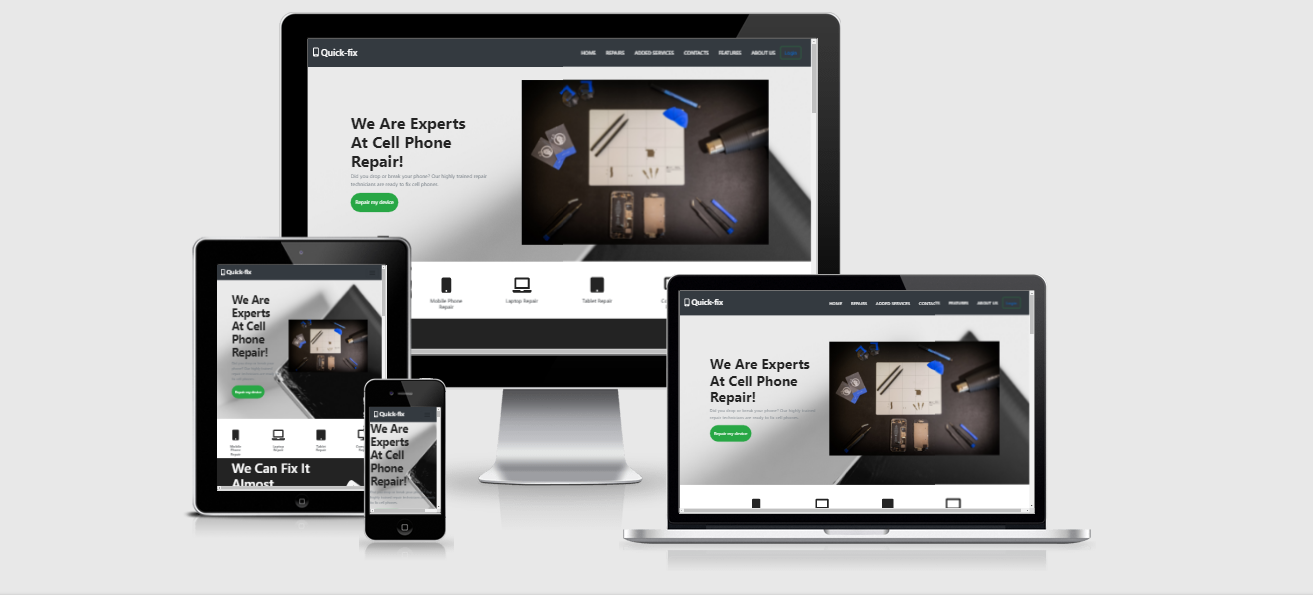 Quick-fix
HOME REPAIRS ADDED SERVICES CONTACTS FEATURES ABOUT US Login
We Are Experts
At Cell Phone
Repair!
Did you drop or break your phone? Our highly trained repair
technicians are ready to fix cell phones.
Repair my device
Mobile Phone
Repair
Laptop Repair
Tablet Repair
Quick-fix
We Are
Experts
At Cell
Phone
Repair!
Repair my device
Mobile
Phone
Repair
Laptop
Repair
Tablet
Repair
We Can Fix It
Almost
Quick-fix
We Are
Experts
At Cell
Phone
Repair!
Quick-fix
HOME REPAIRS ADDED SERVICES CONTACTS FEATURES ABOUT US Login
We Are Experts
At Cell Phone
Repair!
Did you drop or break your phone? Our highly trained
repair technicians are ready to fix cell phones.
Repair my device